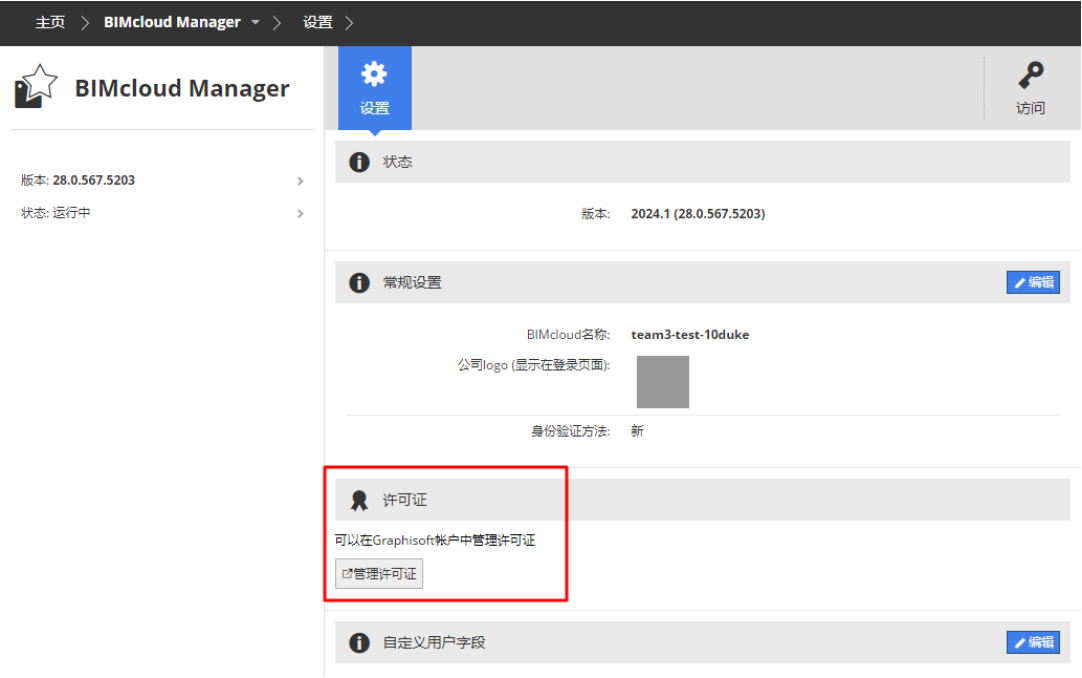 主页 > BIMcloud Manager > 设置 >
BIMcloud Manager
版本: 28.0.567.5203
状态: 运行中
设置
访问
状态
版本: 2024.1 (28.0.567.5203)
常规设置
编辑
BIMcloud名称: team3-test-10duke
公司logo (显示在登录页面):
身份验证方法: 新
许可证
可以在Graphisoft帐户中管理许可证
管理许可证
自定义用户字段
编辑